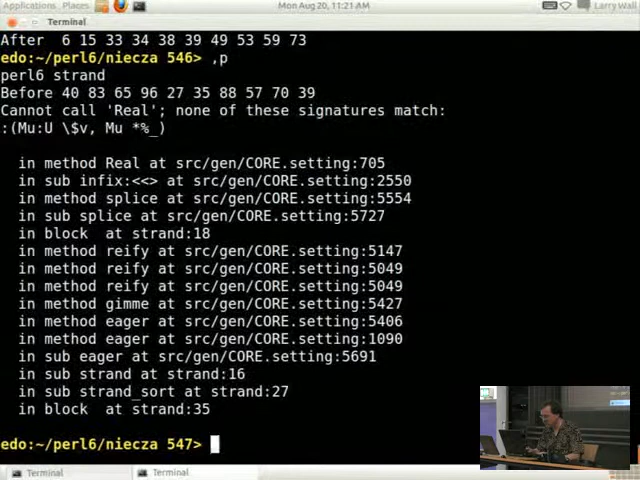 Applications Places Mon Aug 20, 11:21 AM Larry Wall
Terminal
After  6 15 33 34 38 39 49 53 59 73
edo:~/perl6/niecza 546> ,p
perl6 strand
Before 40 83 65 96 27 35 88 57 70 39
Cannot call 'Real'; none of these signatures match:
:(Mu:U \$v, Mu *%_)
in method Real at src/gen/CORE.setting:705
in sub infix:<<> at src/gen/CORE.setting:2550
in method splice at src/gen/CORE.setting:5554
in sub splice at src/gen/CORE.setting:5727
in block  at strand:18
in method reify at src/gen/CORE.setting:5147
in method reify at src/gen/CORE.setting:5049
in method reify at src/gen/CORE.setting:5049
in method gimme at src/gen/CORE.setting:5427
in method eager at src/gen/CORE.setting:5406
in method eager at src/gen/CORE.setting:1090
in sub eager at src/gen/CORE.setting:5691
in sub strand at strand:16
in sub strand_sort at strand:27
in block  at strand:35
edo:~/perl6/niecza 547>
Terminal Terminal